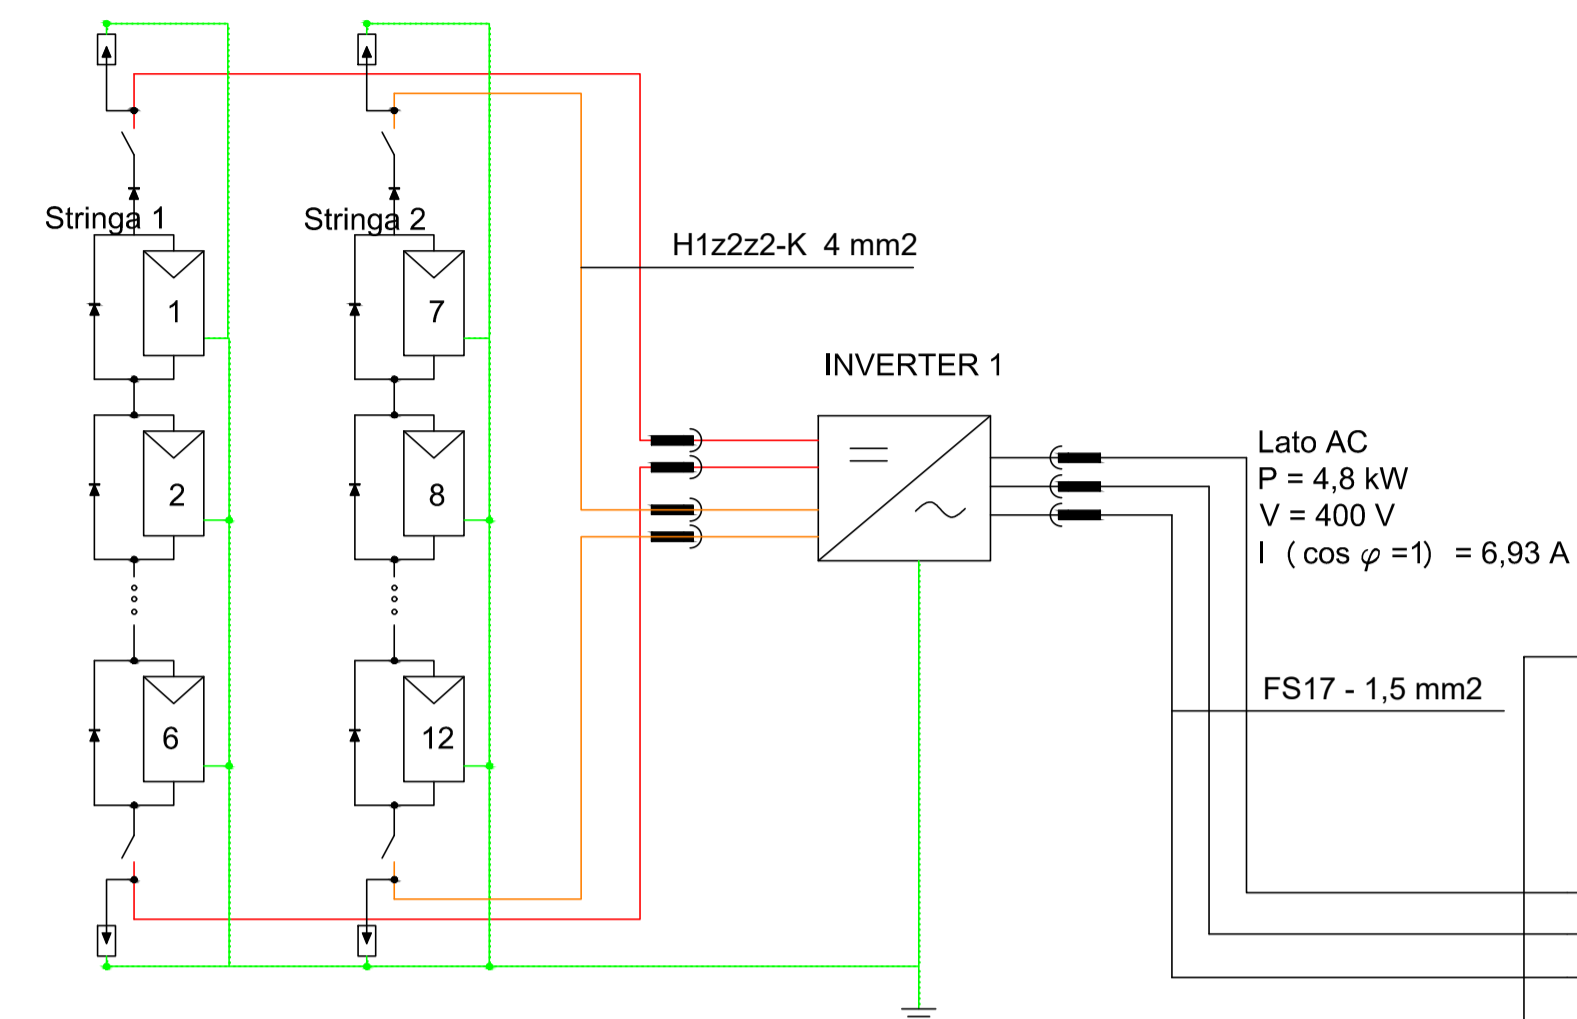 Stringa 1
Stringa 2
H1z2z2-K 4 mm2
1
7
INVERTER 1
2
8
Lato AC
P = 4,8 kW
V = 400 V
I ( cos φ =1) = 6,93 A
FS17 - 1,5 mm2
6
12